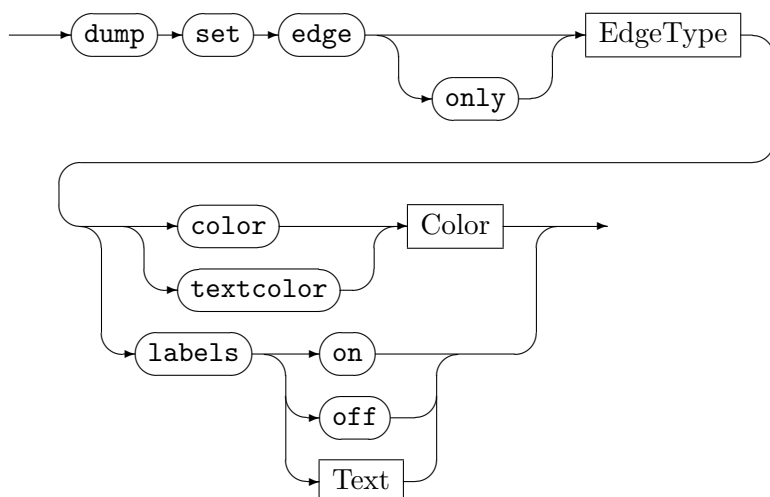 dump set edge EdgeType
only
color Color
textcolor
labels on
off
Text